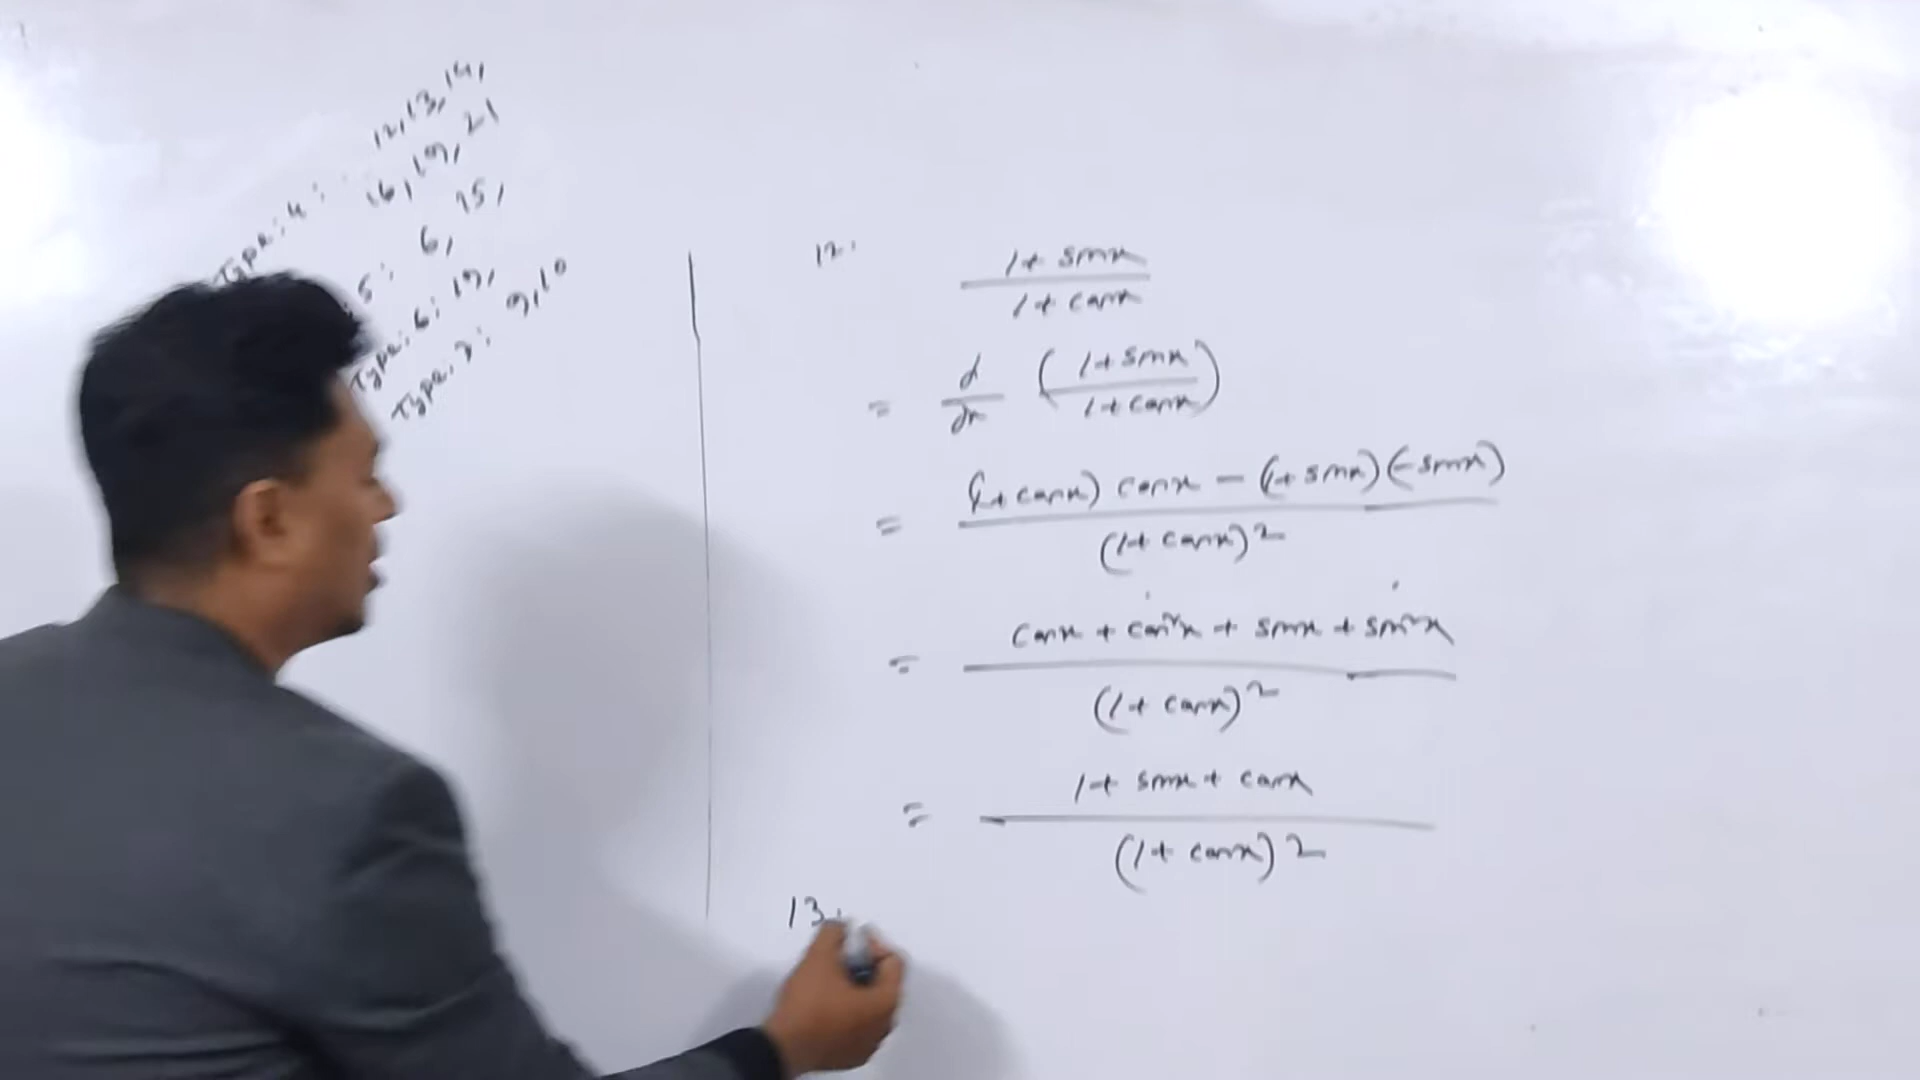 Type: 4: 12, 13, 14,
16, 19, 21
5: 6, 15,
Type: 6: 19,
Type: 7: 9, 10
12. 1 + sinx / 1 + cosx
= d/dx (1 + sinx / 1 + cosx)
= (1 + cosx) cosx - (1 + sinx)(-sinx) / (1 + cosx)^2
= cosx + cos²x + sinx + sin²x / (1 + cosx)^2
= 1 + sinx + cosx / (1 + cosx)^2
13.